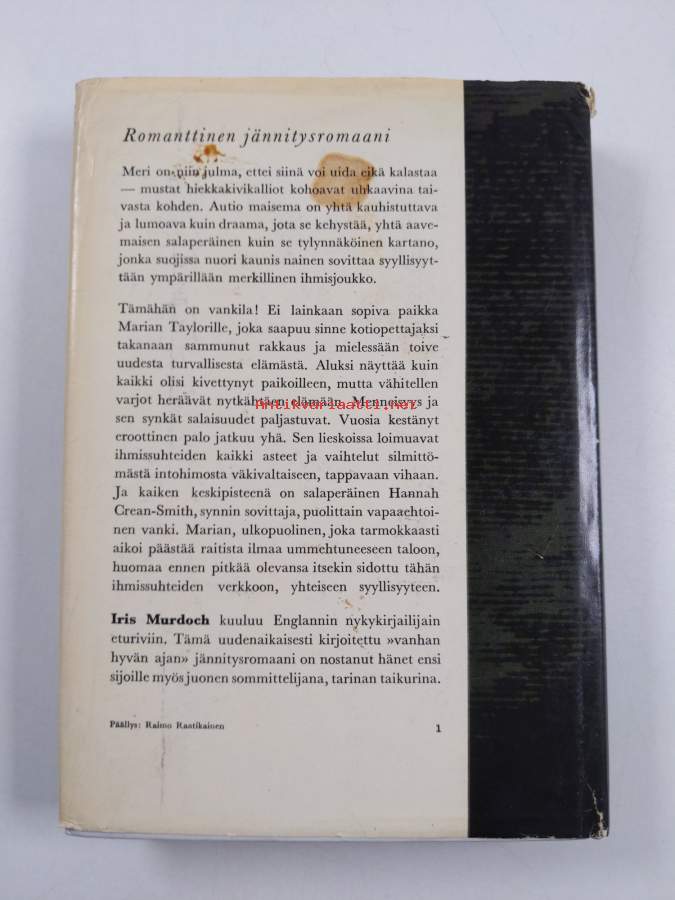 Romanttinen jännitysromaani
Meri on niin julma, ettei siinä voi uida eikä kalastaa
— mustat hiekkakivikalliot kohoavat uhkaavina tai-
vasta kohden. Autio maisema on yhtä kauhistuttava
ja lumoava kuin draama, jota se kehystää, yhtä aave-
maisen salaperäinen kuin se tylynnäköinen kartano,
jonka suojissa nuori kaunis nainen sovittaa syyllisyyt-
tään ympärillään merkillinen ihmisjoukko.
Tämähän on vankila! Ei lainkaan sopiva paikka
Marian Taylorille, joka saapuu sinne kotiopettajaksi
takanaan sammunut rakkaus ja mielessään toive
uudesta turvallisesta elämästä. Aluksi näyttää kuin
kaikki olisi kivettynyt paikoilleen, mutta vähitellen
varjot heräävät nytkähtäen elämään. Menneisyys ja
Antikvariaatti.net
sen synkät salaisuudet paljastuvat. Vuosia kestänyt
eroottinen palo jatkuu yhä. Sen lieskoissa loimuavat
ihmissuhteiden kaikki asteet ja vaihtelut silmittö-
mästä intohimosta väkivaltaiseen, tappavaan vihaan.
Ja kaiken keskipisteenä on salaperäinen Hannah
Crean-Smith, synnin sovittaja, puolittain vapaaehtoi-
nen vanki. Marian, ulkopuolinen, joka tarmokkaasti
aikoi päästää raitista ilmaa ummehtuneeseen taloon,
huomaa ennen pitkää olevansa itsekin sidottu tähän
ihmissuhteiden verkkoon, yhteiseen syyllisyyteen.
Iris Murdoch kuuluu Englannin nykykirjailijain
eturiviin. Tämä uudenaikaisesti kirjoitettu »vanhan
hyvän ajan» jännitysromaani on nostanut hänet ensi
sijoille myös juonen sommittelijana, tarinan taikurina.
Päällys: Raimo Raatikainen 1